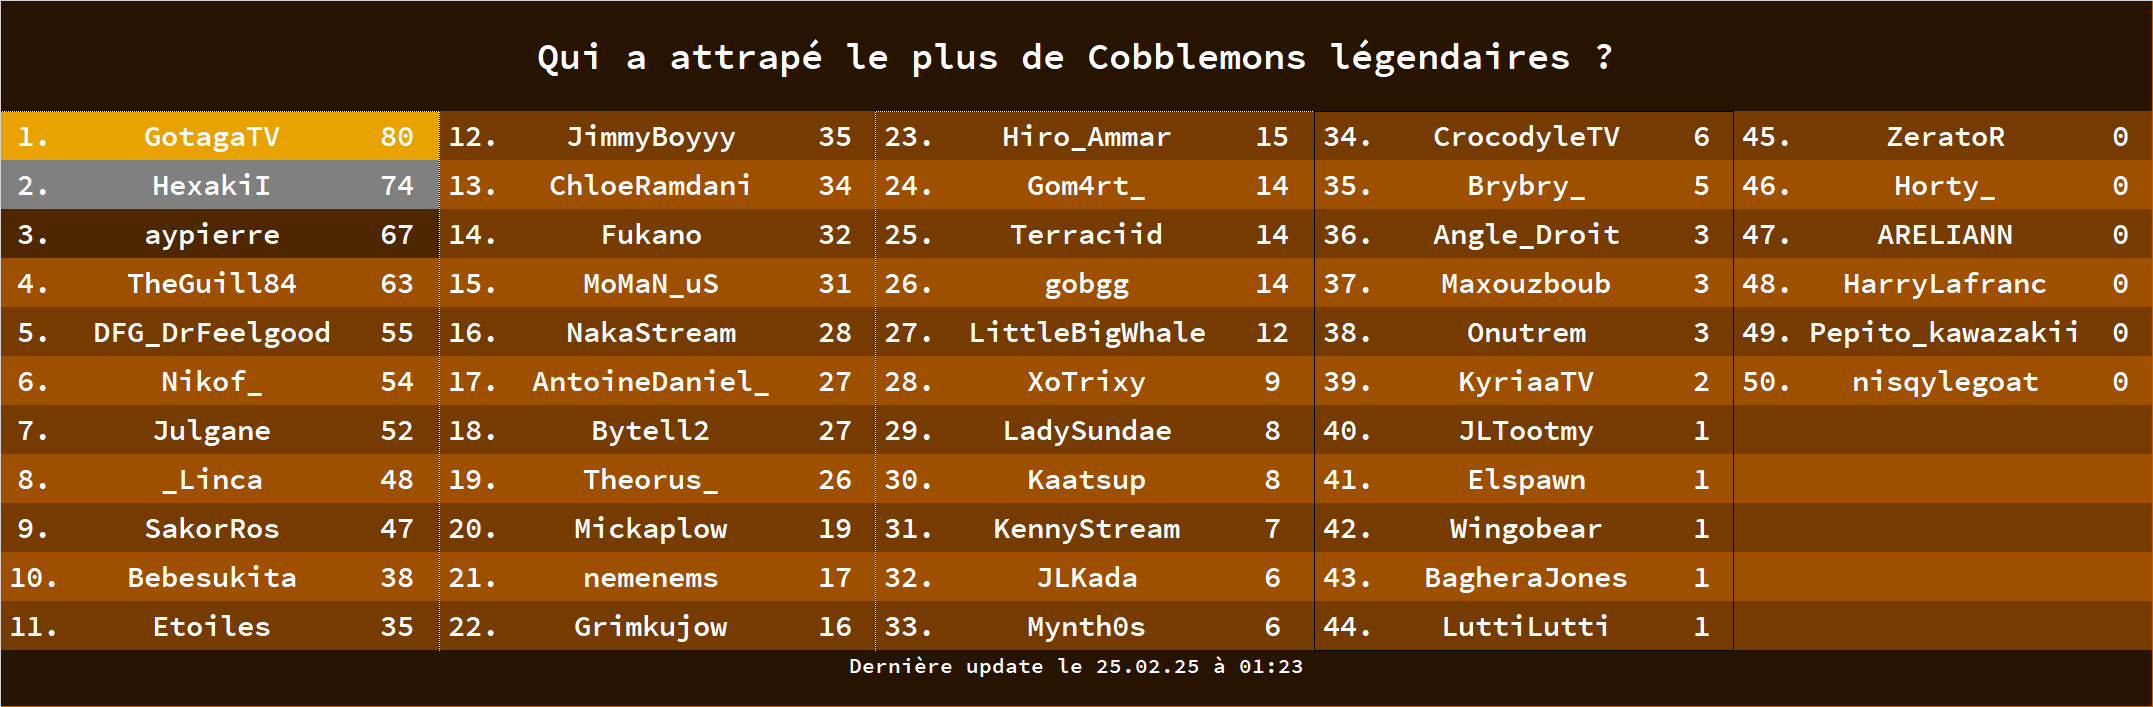 Qui a attrapé le plus de Cobblemons légendaires ?
1. GotagaTV 80
2. HexakiI 74
3. aypierre 67
4. TheGuill84 63
5. DFG_DrFeelgood 55
6. Nikof_ 54
7. Julgane 52
8. _Linca 48
9. SakorRos 47
10. Bebesukita 38
11. Etoiles 35
12. JimmyBoyyy 35
13. ChloeRamdani 34
14. Fukano 32
15. MoMaN_uS 31
16. NakaStream 28
17. AntoineDaniel_ 27
18. Bytell2 27
19. Theorus_ 26
20. Mickaplow 19
21. nemenems 17
22. Grimkujow 16
23. Hiro_Ammar 15
24. Gom4rt_ 14
25. Terraciid 14
26. gobgg 14
27. LittleBigWhale 12
28. XoTrixy 9
29. LadySundae 8
30. Kaatsup 8
31. KennyStream 7
32. JLKada 6
33. Mynth0s 6
34. CrocodyleTV 6
35. Brybry_ 5
36. Angle_Droit 3
37. Maxouzboub 3
38. Onutrem 3
39. KyriaaTV 2
40. JLTootmy 1
41. Elspawn 1
42. Wingobear 1
43. BagheraJones 1
44. LuttiLutti 1
45. ZeratoR 0
46. Horty_ 0
47. ARELIANN 0
48. HarryLafranc 0
49. Pepito_kawazakii 0
50. nisqylegoat 0
Dernière update le 25.02.25 à 01:23